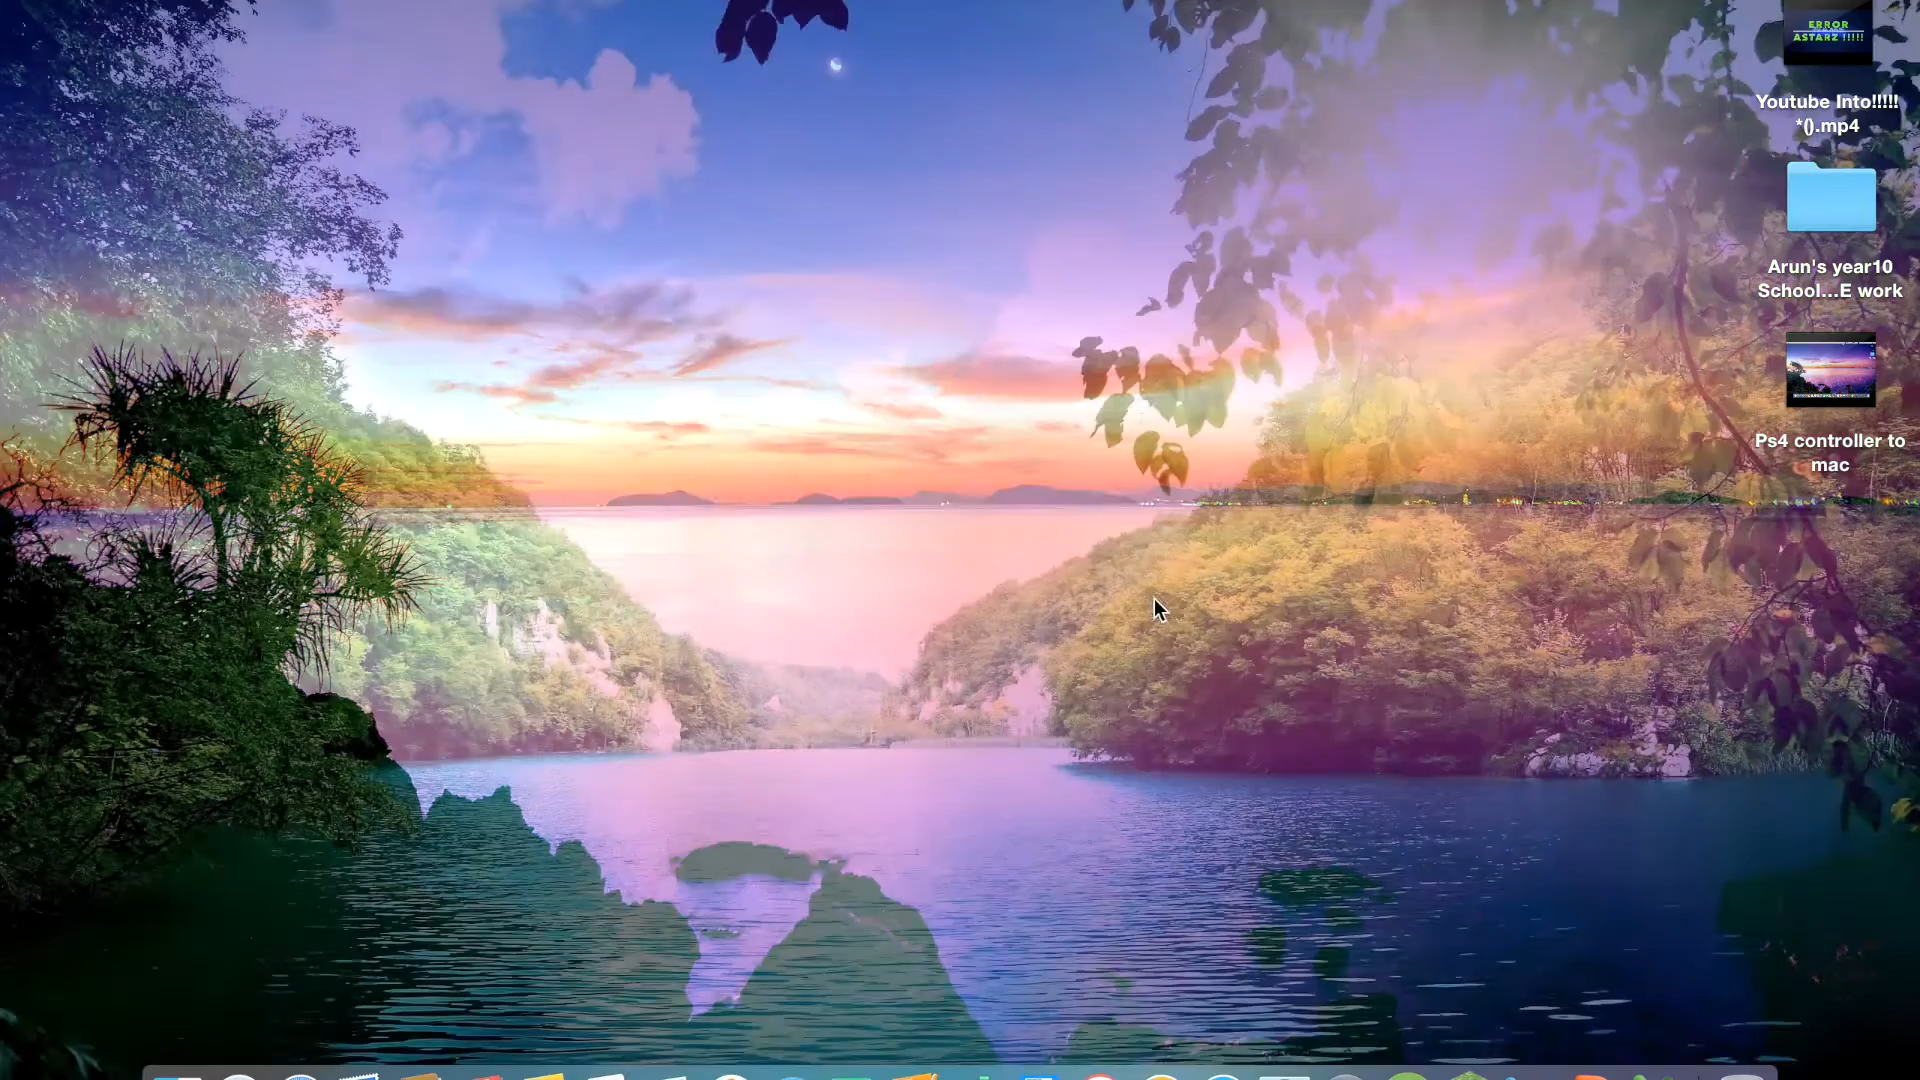 ERROR
ASTARZ !!!!!
Youtube Into!!!!!
*().mp4
Arun's year10
School...E work
Ps4 controller to
mac